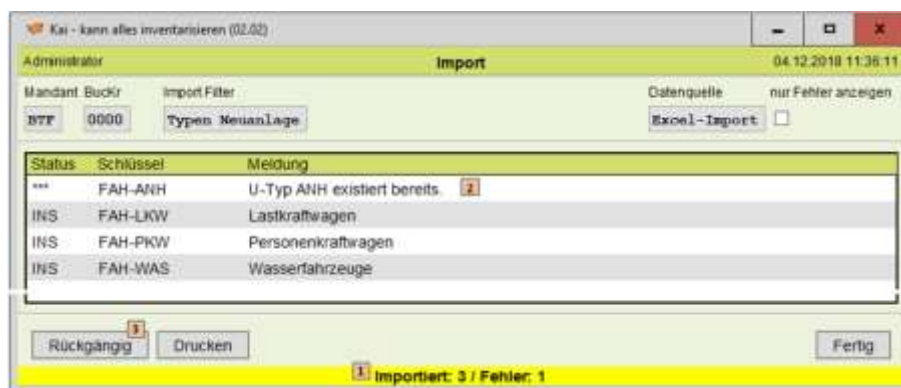 Kai - kann alles inventarisieren (02.02)
Administrator Import 04.12.2018 11:36:11
Mandant BucKr Import Filter Datenquelle nur Fehler anzeigen
BTF 0000 Typen Neuanlage Excel-Import
Status Schlüssel Meldung
*** FAH-ANH U-Typ ANH existiert bereits. 2
INS FAH-LKW Lastkraftwagen
INS FAH-PKW Personenkraftwagen
INS FAH-WAS Wasserfahrzeuge
3
Rückgängig Drucken Fertig
1 Importiert: 3 / Fehler: 1